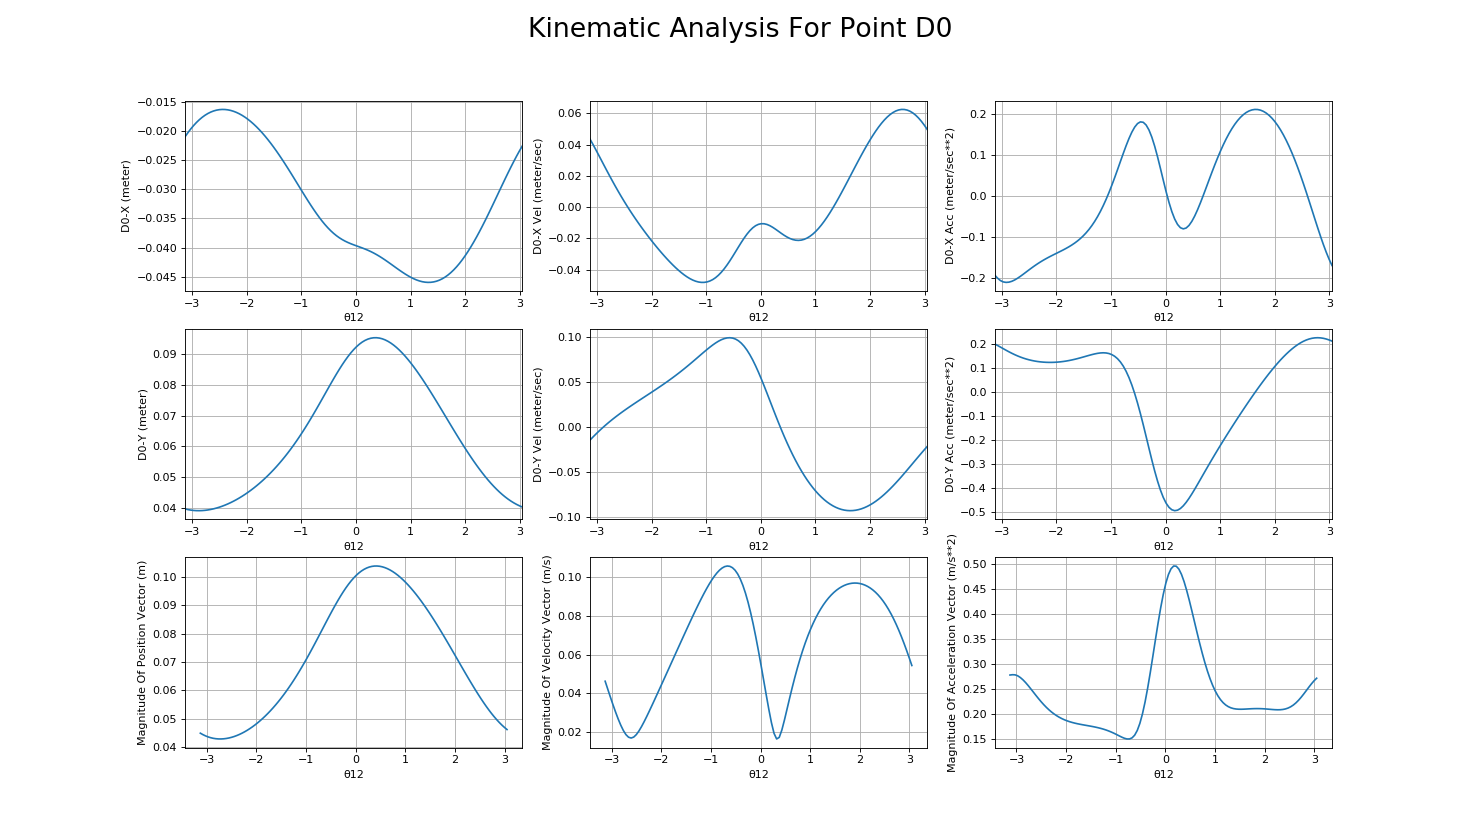 Kinematic Analysis For Point D0
D0-X (meter)
−0.015
−0.020
−0.025
−0.030
−0.035
−0.040
−0.045
−3 −2 −1 0 1 2 3
θ12
D0-X Vel (meter/sec)
0.06
0.04
0.02
0.00
−0.02
−0.04
−3 −2 −1 0 1 2 3
θ12
D0-X Acc (meter/sec**2)
0.2
0.1
0.0
−0.1
−0.2
−3 −2 −1 0 1 2 3
θ12
D0-Y (meter)
0.09
0.08
0.07
0.06
0.05
0.04
−3 −2 −1 0 1 2 3
θ12
D0-Y Vel (meter/sec)
0.10
0.05
0.00
−0.05
−0.10
−3 −2 −1 0 1 2 3
θ12
D0-Y Acc (meter/sec**2)
0.2
0.1
0.0
−0.1
−0.2
−0.3
−0.4
−0.5
−3 −2 −1 0 1 2 3
θ12
Magnitude Of Position Vector (m)
0.10
0.09
0.08
0.07
0.06
0.05
0.04
−3 −2 −1 0 1 2 3
θ12
Magnitude Of Velocity Vector (m/s)
0.10
0.08
0.06
0.04
0.02
−3 −2 −1 0 1 2 3
θ12
Magnitude Of Acceleration Vector (m/s**2)
0.50
0.45
0.40
0.35
0.30
0.25
0.20
0.15
−3 −2 −1 0 1 2 3
θ12